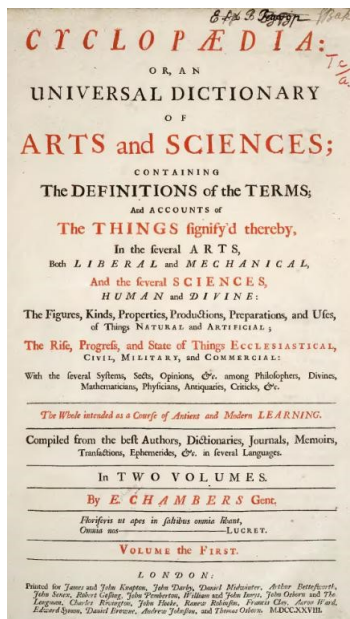 CYCLOPÆDIA:
OR, AN
UNIVERSAL DICTIONARY
OF
ARTS and SCIENCES;
CONTAINING
The DEFINITIONS of the TERMS;
And ACCOUNTS of
The THINGS ſignify'd thereby,
In the ſeveral ARTS,
Both LIBERAL and MECHANICAL,
And the ſeveral SCIENCES,
HUMAN and DIVINE:
The Figures, Kinds, Properties, Productions, Preparations, and Uſes,
of Things NATURAL and ARTIFICIAL;
The Riſe, Progreſs, and State of Things ECCLESIASTICAL,
CIVIL, MILITARY, and COMMERCIAL:
With the ſeveral Syſtems, Sects, Opinions, &c. among Philoſophers, Divines,
Mathematicians, Phyſicians, Antiquaries, Criticks, &c.
The Whole intended as a Courſe of Antient and Modern LEARNING.
Compiled from the beſt Authors, Dictionaries, Journals, Memoirs,
Tranſactions, Ephemerides, &c. in ſeveral Languages.
In TWO VOLUMES.
By E. CHAMBERS Gent.
Floriferis ut apes in ſaltibus omnia libant,
Omnia nos—— LUCRET.
VOLUME the FIRST.
LONDON:
Printed for James and John Knapton, John Darby, Daniel Midwinter, Arthur Betteſworth,
John Senex, Robert Goſling, John Pemberton, William and John Innys, John Osborn and Tho.
Longman, Charles Rivington, John Hooke, Ranew Robinſon, Francis Clay, Aaron Ward,
Edward Symon, Daniel Browne, Andrew Johnſton, and Thomas Osborn. M.DCC.XXVIII.